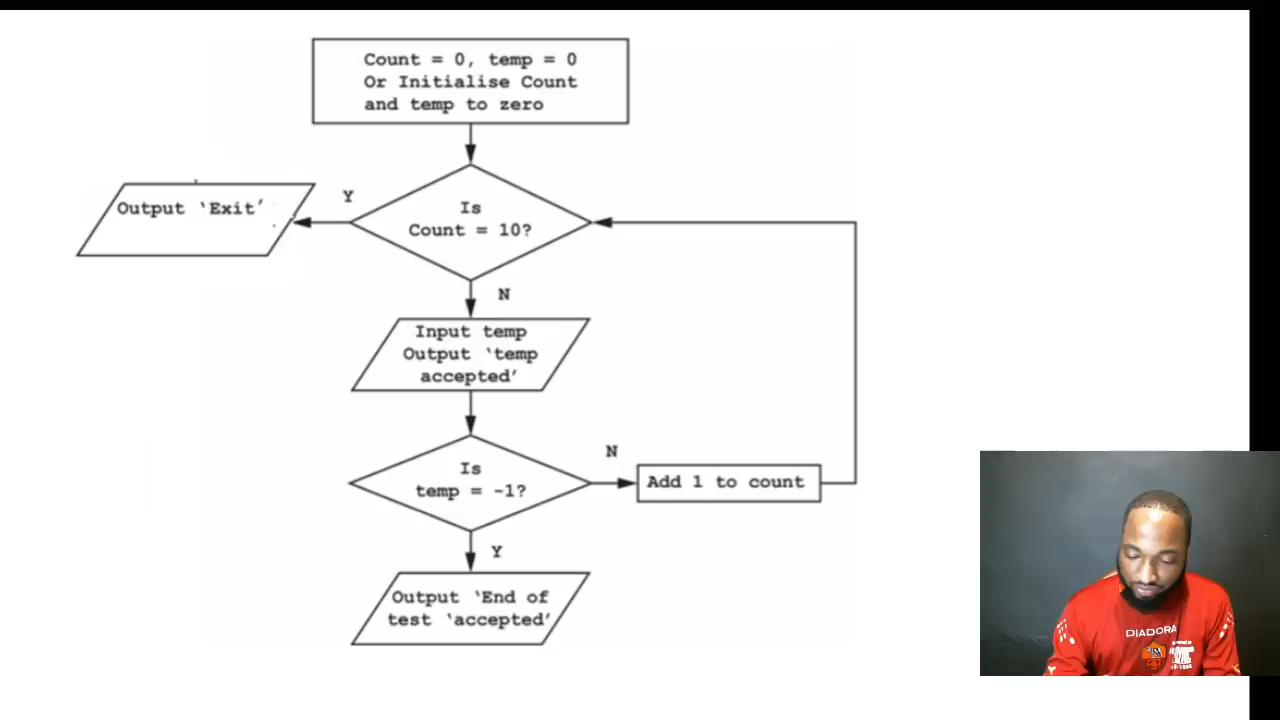 Count = 0, temp = 0
Or Initialise Count
and temp to zero
Output ‘Exit’
Y
Is
Count = 10?
N
Input temp
Output ‘temp
accepted’
Is
temp = -1?
N
Add 1 to count
Y
Output ‘End of
test ‘accepted’
DIADORA